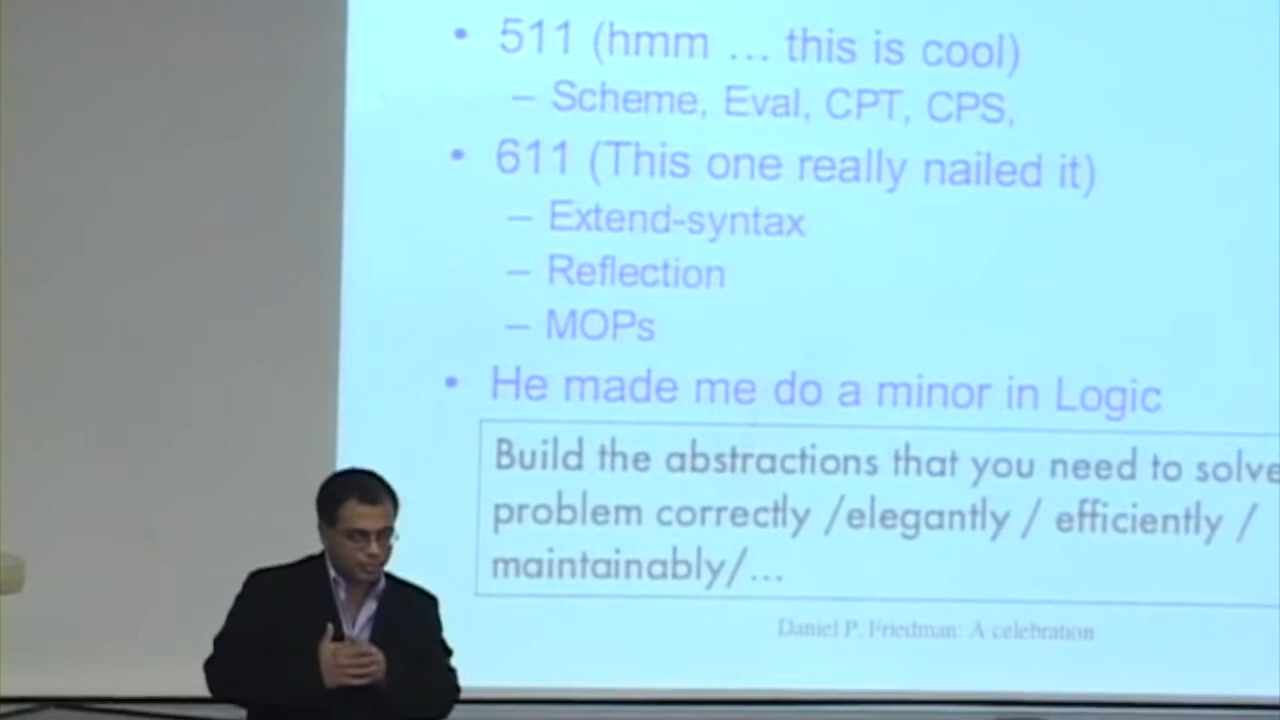 • 511 (hmm ... this is cool)
– Scheme, Eval, CPT, CPS,
• 611 (This one really nailed it)
– Extend-syntax
– Reflection
– MOPs
• He made me do a minor in Logic
Build the abstractions that you need to solve
problem correctly /elegantly / efficiently /
maintainably/...
Daniel P. Friedman: A celebration